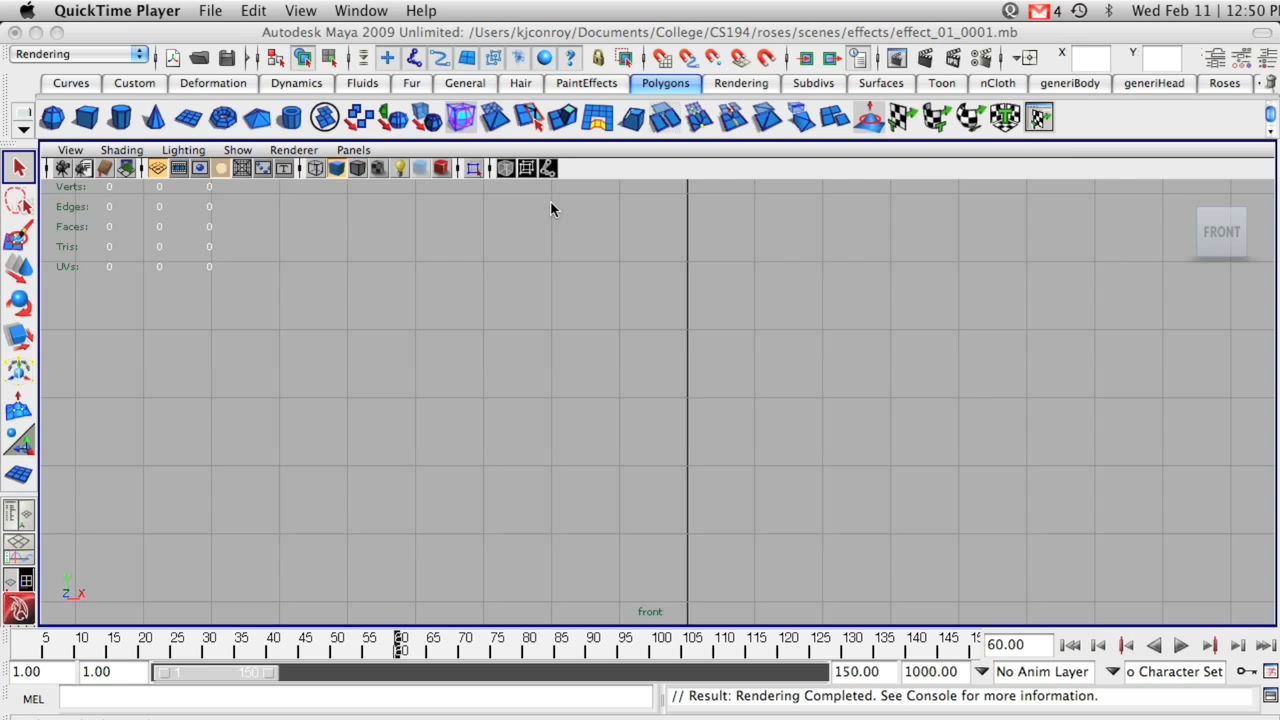 QuickTime Player File Edit View Window Help 4 Wed Feb 11 12:50 P
Autodesk Maya 2009 Unlimited: /Users/kjconroy/Documents/College/CS194/roses/scenes/effects/effect_01_0001.mb
Rendering X Y
Curves Custom Deformation Dynamics Fluids Fur General Hair PaintEffects Polygons Rendering Subdivs Surfaces Toon nCloth generiBody generiHead Roses
View Shading Lighting Show Renderer Panels
Verts: 0 0 0
Edges: 0 0 0
Faces: 0 0 0
Tris: 0 0 0
UVs: 0 0 0
FRONT
Y
Z X
front
5 10 15 20 25 30 35 40 45 50 55 60 65 70 75 80 85 90 95 100 105 110 115 120 125 130 135 140 145 60.00
1.00 1.00 1 150 150.00 1000.00 No Anim Layer o Character Set
MEL // Result: Rendering Completed. See Console for more information.